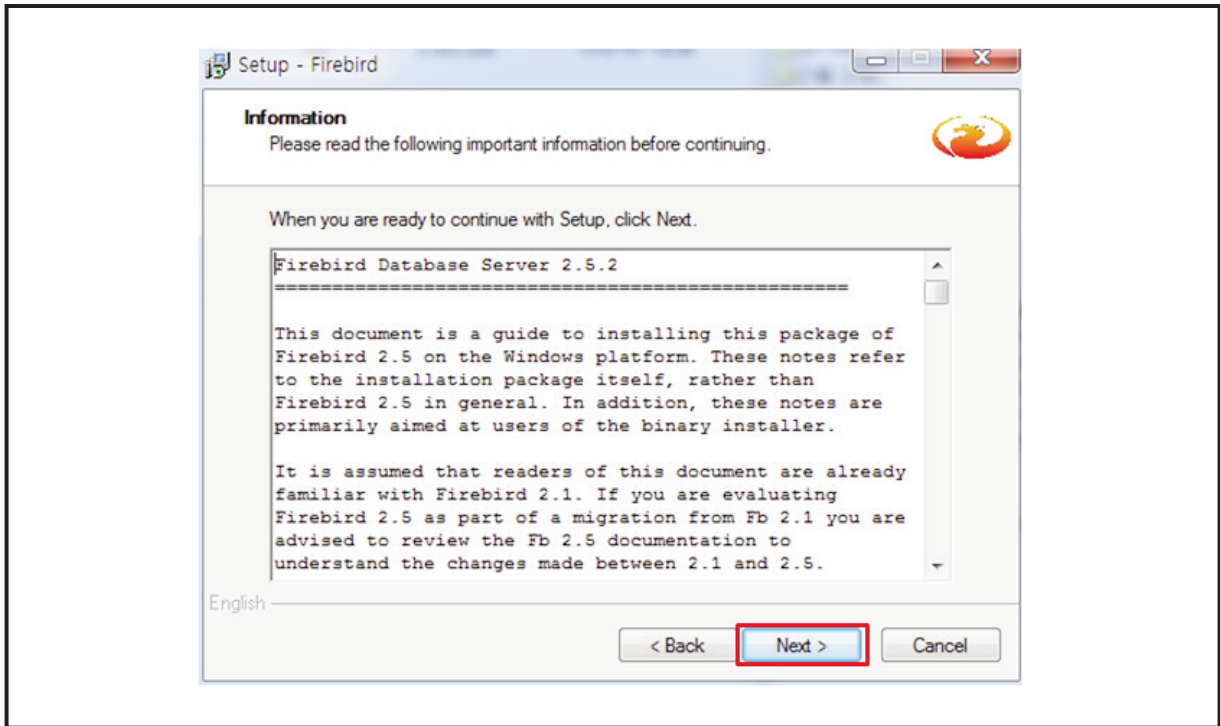 Setup - Firebird
Information
Please read the following important information before continuing.
When you are ready to continue with Setup, click Next.
Firebird Database Server 2.5.2
==================================================
This document is a guide to installing this package of
Firebird 2.5 on the Windows platform. These notes refer
to the installation package itself, rather than
Firebird 2.5 in general. In addition, these notes are
primarily aimed at users of the binary installer.
It is assumed that readers of this document are already
familiar with Firebird 2.1. If you are evaluating
Firebird 2.5 as part of a migration from Fb 2.1 you are
advised to review the Fb 2.5 documentation to
understand the changes made between 2.1 and 2.5.
English
< Back
Next >
Cancel